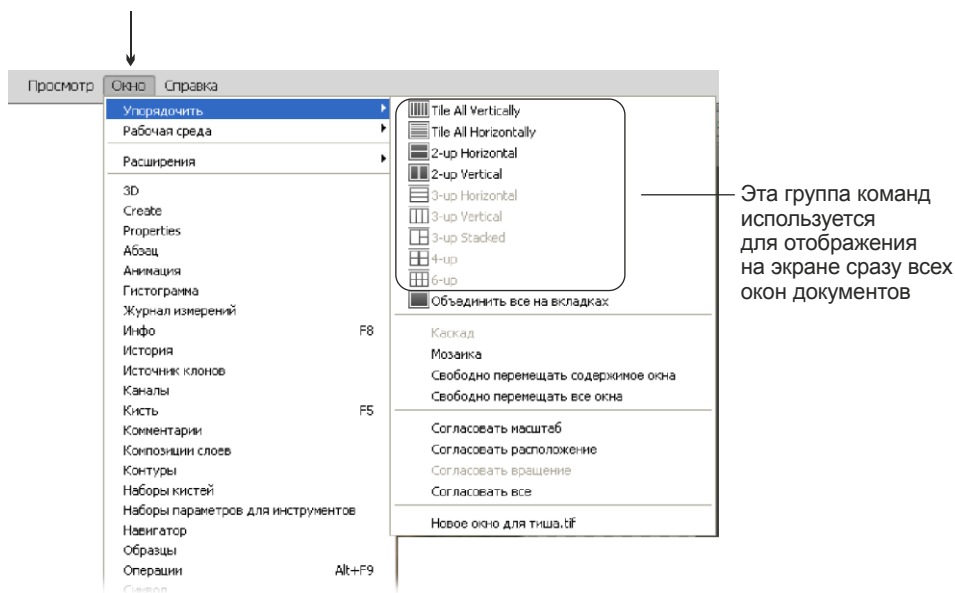 Просмотр Окно Справка
Упорядочить
Рабочая среда
Расширения
3D
Create
Properties
Абзац
Анимация
Гистограмма
Журнал измерений
Инфо F8
История
Источник клонов
Каналы
Кисть F5
Комментарии
Композиции слоев
Контуры
Наборы кистей
Наборы параметров для инструментов
Навигатор
Образцы
Операции Alt+F9
Символ
Tile All Vertically
Tile All Horizontally
2-up Horizontal
2-up Vertical
3-up Horizontal
3-up Vertical
3-up Stacked
4-up
6-up
Объединить все на вкладках
Каскад
Мозаика
Свободно перемещать содержимое окна
Свободно перемещать все окна
Согласовать масштаб
Согласовать расположение
Согласовать вращение
Согласовать все
Новое окно для тиша.tif
Эта группа команд
используется
для отображения
на экране сразу всех
окон документов